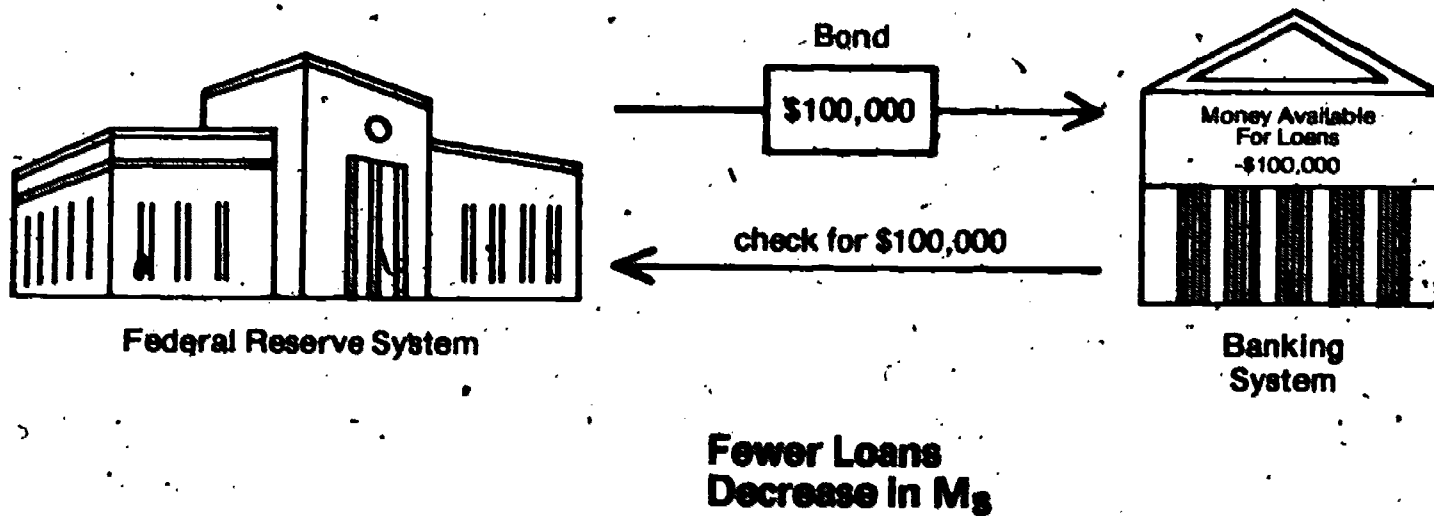 Bond
$100,000
Money Available
For Loans
-$100,000
check for $100,000
Federal Reserve System
Banking
System
Fewer Loans
Decrease in Ms